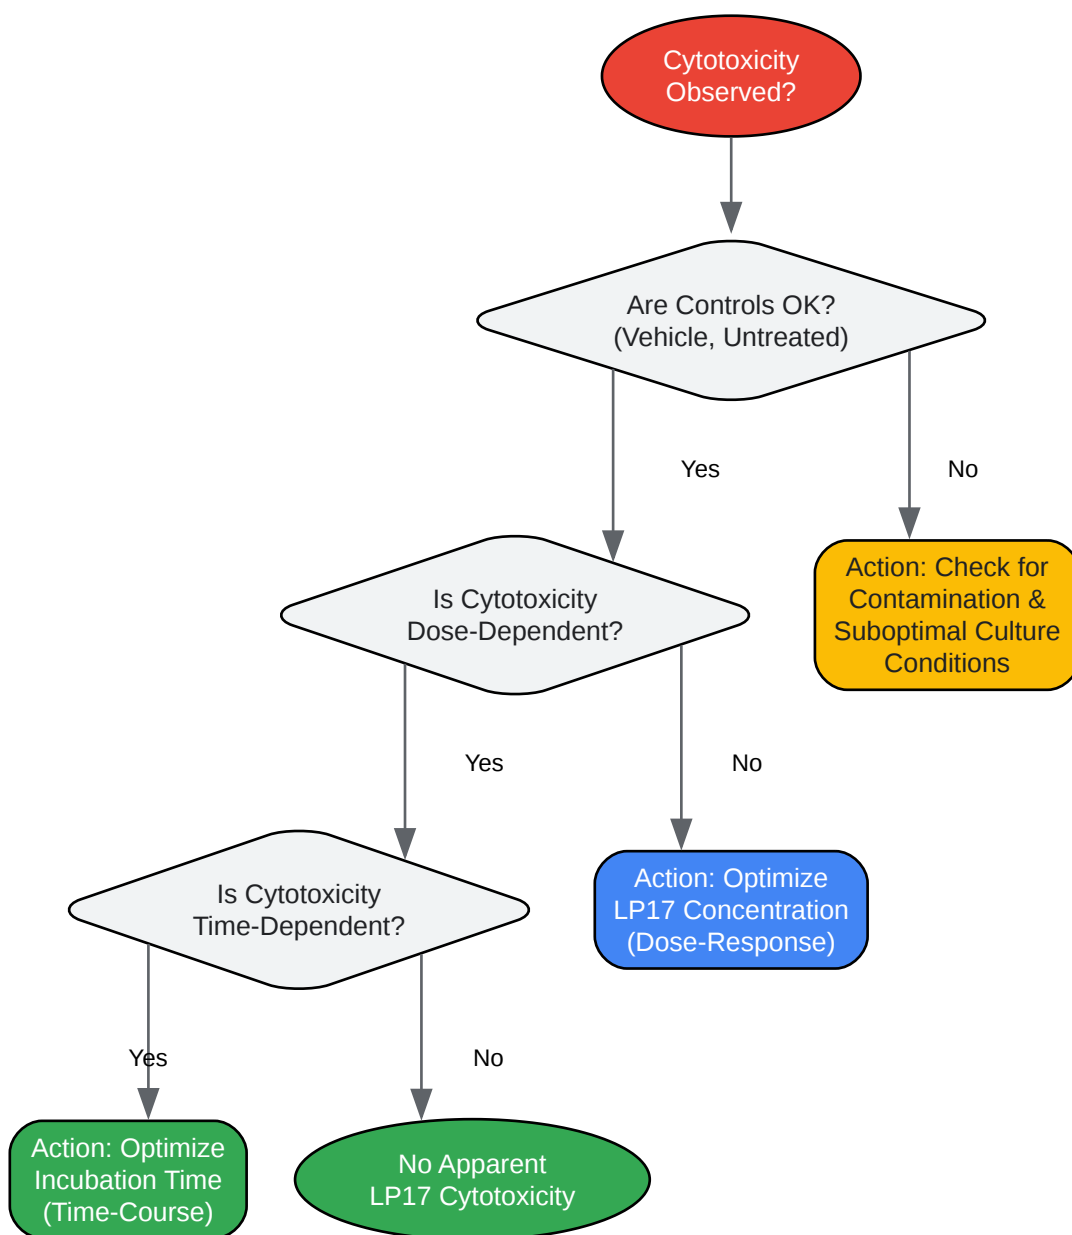 Cytotoxicity
Observed?
Are Controls OK?
(Vehicle, Untreated)
Yes
No
Action: Check for
Contamination &
Suboptimal Culture
Conditions
Is Cytotoxicity
Dose-Dependent?
Yes
No
Action: Optimize
LP17 Concentration
(Dose-Response)
Is Cytotoxicity
Time-Dependent?
Yes
No
Action: Optimize
Incubation Time
(Time-Course)
No Apparent
LP17 Cytotoxicity